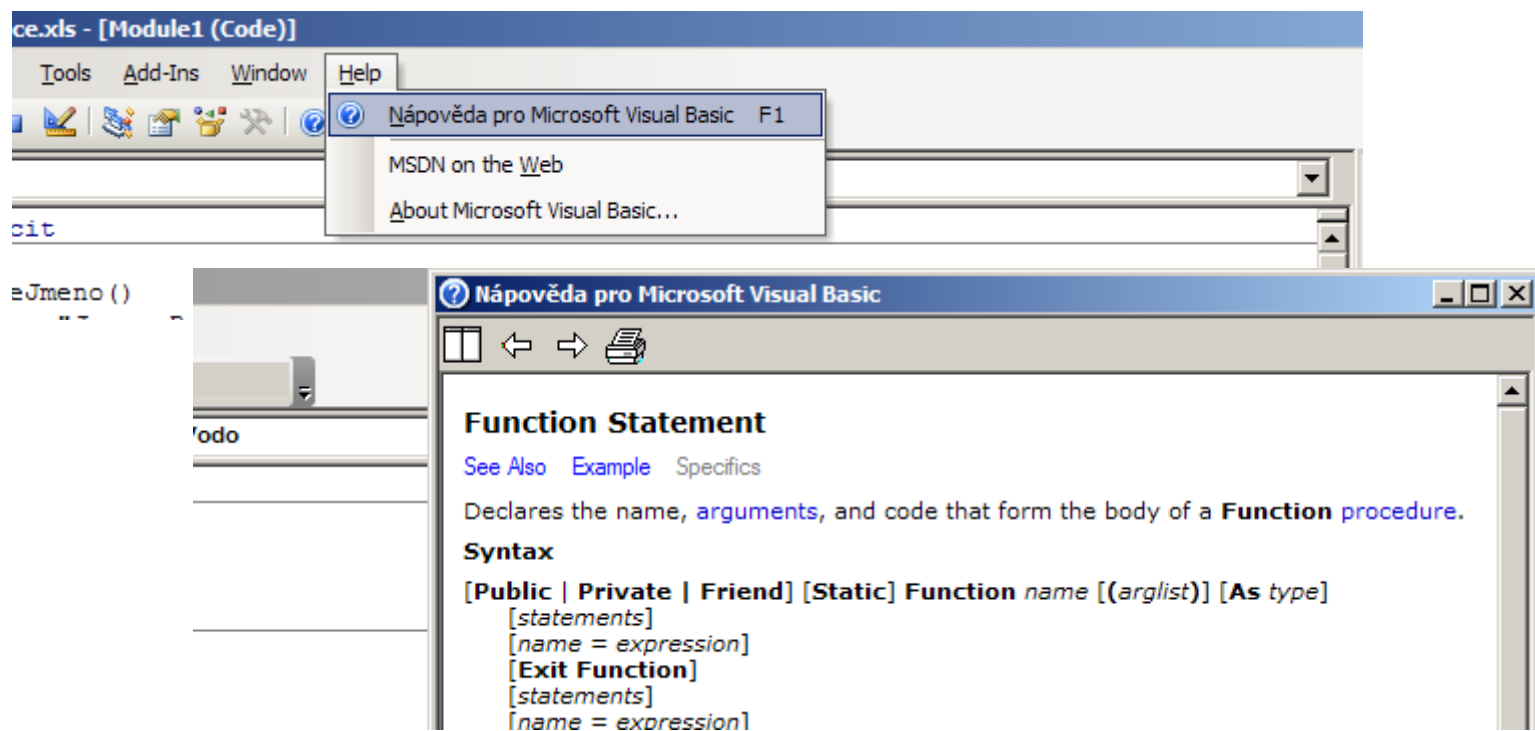 ce.xls - [Module1 (Code)]
Tools Add-Ins Window Help
Nápověda pro Microsoft Visual Basic F1
MSDN on the Web
About Microsoft Visual Basic...
cit
eJmeno()
Nápověda pro Microsoft Visual Basic
odo
Function Statement
See Also Example Specifics
Declares the name, arguments, and code that form the body of a Function procedure.
Syntax
[Public | Private | Friend] [Static] Function name [(arglist)] [As type]
[statements]
[name = expression]
[Exit Function]
[statements]
[name = expression]